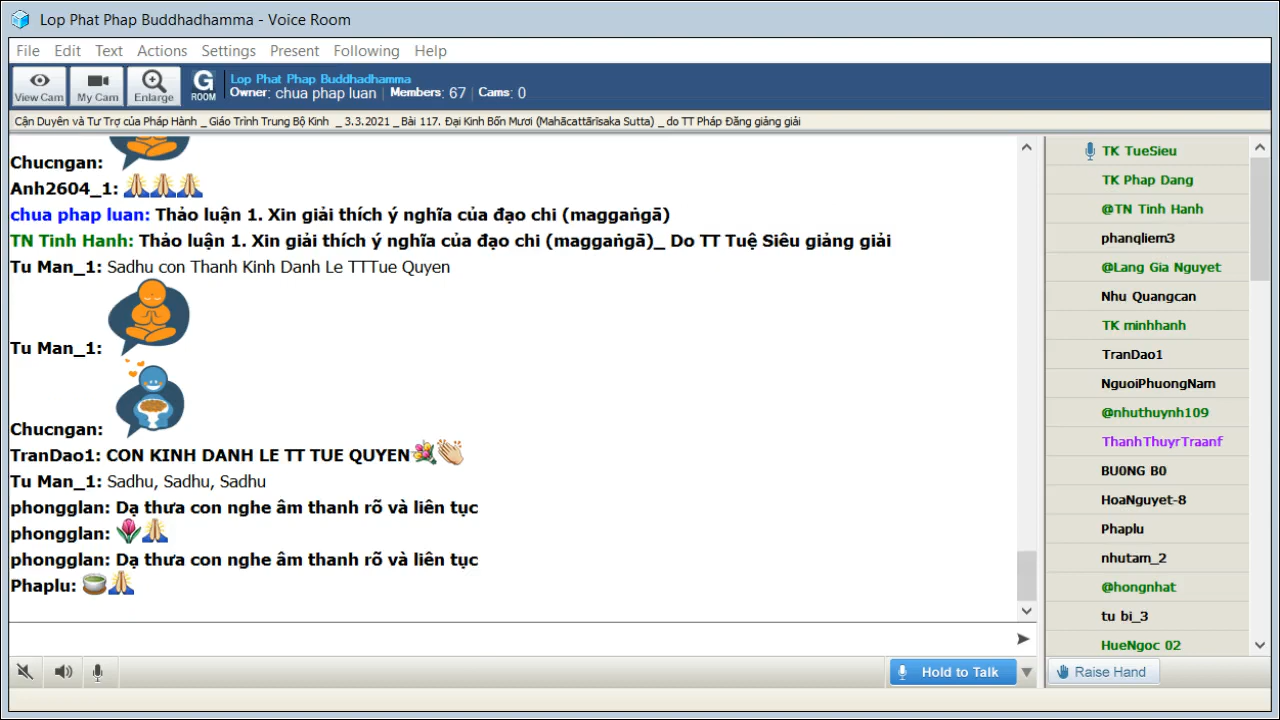 Lop Phat Phap Buddhadhamma - Voice Room
File Edit Text Actions Settings Present Following Help
View Cam My Cam Enlarge G ROOM
Lop Phat Phap Buddhadhamma
Owner: chua phap luan Members: 67 Cams: 0
Cận Duyên và Tư Trợ của Pháp Hành _ Giáo Trình Trung Bộ Kinh _ 3.3.2021 _ Bài 117. Đại Kinh Bốn Mươi (Mahācattārīsaka Sutta) _ do TT Pháp Đăng giảng giải
Chucngan:
Anh2604_1: 🙏🙏🙏
chua phap luan: Thảo luận 1. Xin giải thích ý nghĩa của đạo chi (maggaṅgā)
TN Tinh Hanh: Thảo luận 1. Xin giải thích ý nghĩa của đạo chi (maggaṅgā)_ Do TT Tuệ Siêu giảng giải
Tu Man_1: Sadhu con Thanh Kinh Danh Le TTTue Quyen
Tu Man_1:
Chucngan:
TranDao1: CON KINH DANH LE TT TUE QUYEN💐👏
Tu Man_1: Sadhu, Sadhu, Sadhu
phongglan: Dạ thưa con nghe âm thanh rõ và liên tục
phongglan: 🌷🙏
phongglan: Dạ thưa con nghe âm thanh rõ và liên tục
Phaplu: 🍵🙏
Hold to Talk
TK TueSieu
TK Phap Dang
@TN Tinh Hanh
phanqliem3
@Lang Gia Nguyet
Nhu Quangcan
TK minhhanh
TranDao1
NguoiPhuongNam
@nhuthuynh109
ThanhThuyrTraanf
BU0NG B0
HoaNguyet-8
Phaplu
nhutam_2
@hongnhat
tu bi_3
HueNgoc 02
Raise Hand